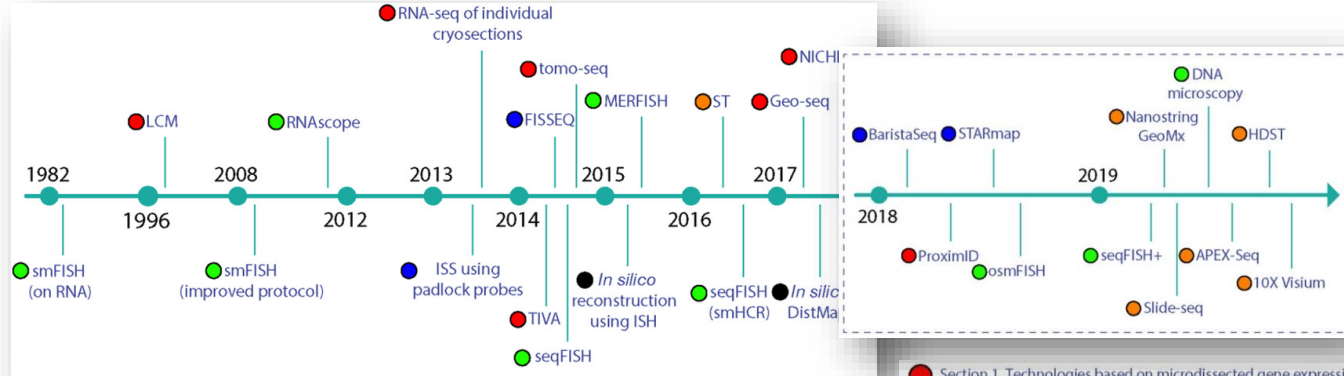 RNA-seq of individual
cryosections
tomo-seq
NICHE
LCM
RNAscope
FISSEQ
MERFISH
ST
Geo-seq
1982
2008
2013
2015
2017
1996
2012
2014
2016
smFISH
(on RNA)
smFISH
(improved protocol)
ISS using
padlock probes
In silico
reconstruction
using ISH
seqFISH
(smHCR)
In silic
DistMa
TIVA
seqFISH
DNA
microscopy
Nanostring
GeoMx
BaristaSeq
STARmap
HDST
2019
2018
ProximID
osmFISH
seqFISH+
APEX-Seq
10X Visium
Slide-seq
Section 1. Technologies based on microdissected gene express